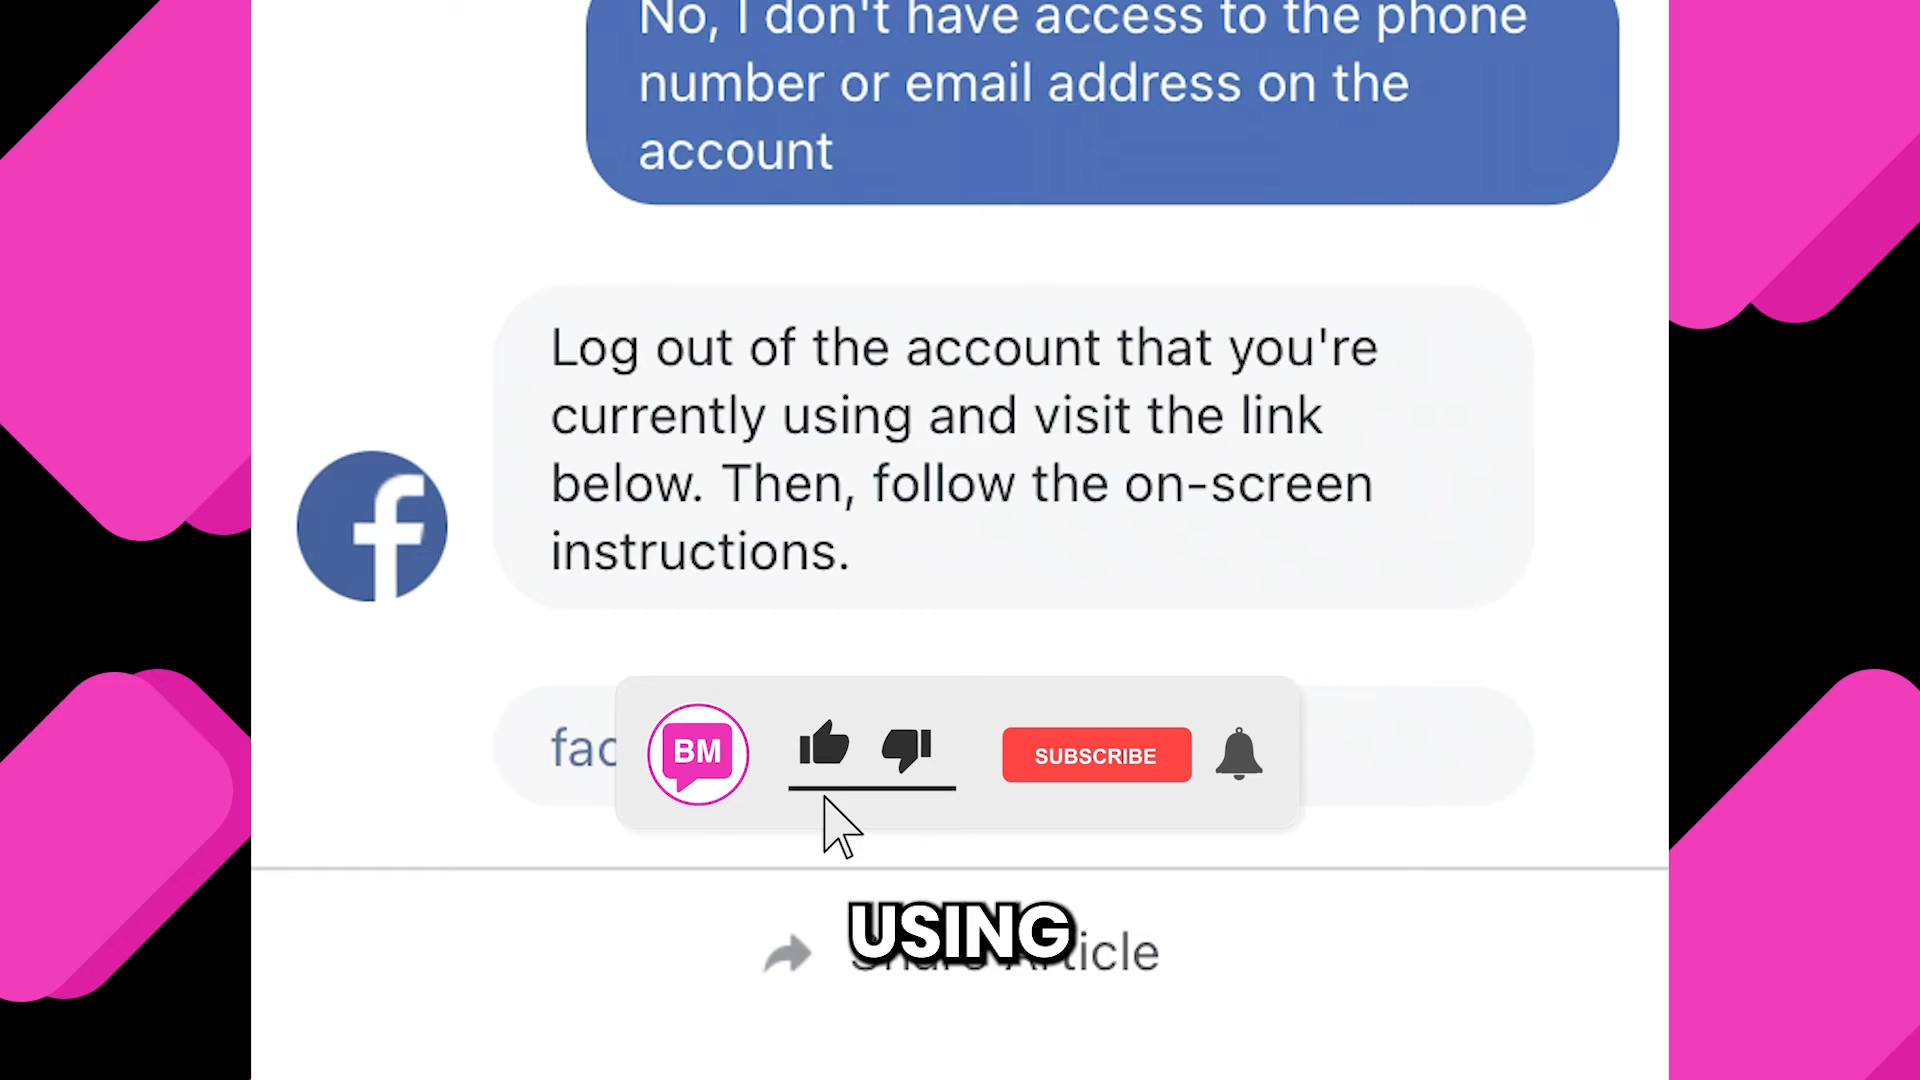 No, I don't have access to the phone
number or email address on the
account
Log out of the account that you're
currently using and visit the link
below. Then, follow the on-screen
instructions.
fac
BM
SUBSCRIBE
USING
Share Article